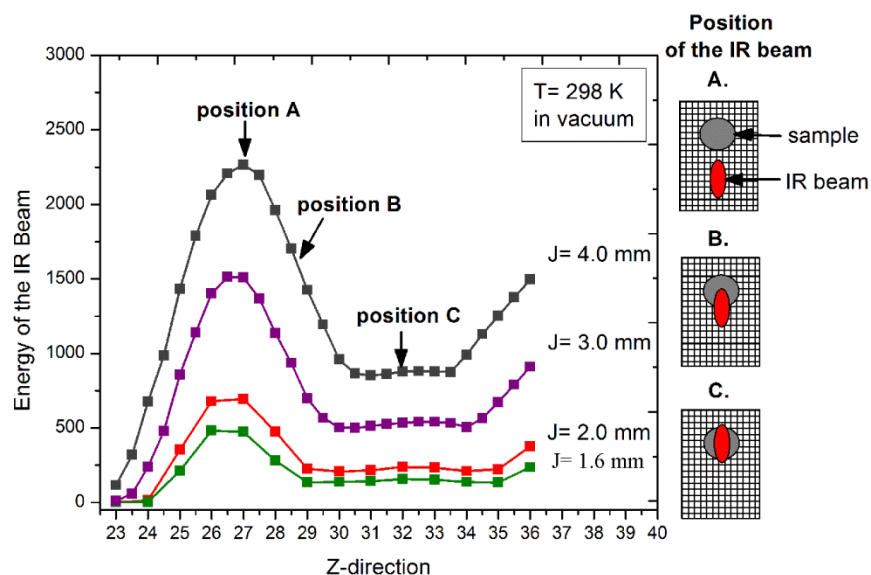 Position
of the IR beam
A.
sample
IR beam
B.
C.
3000
2500
2000
1500
1000
500
0
Energy of the IR Beam
T= 298 K
in vacuum
position A
position B
position C
J= 4.0 mm
J= 3.0 mm
J= 2.0 mm
J= 1.6 mm
23 24 25 26 27 28 29 30 31 32 33 34 35 36 37 38 39 40
Z-direction